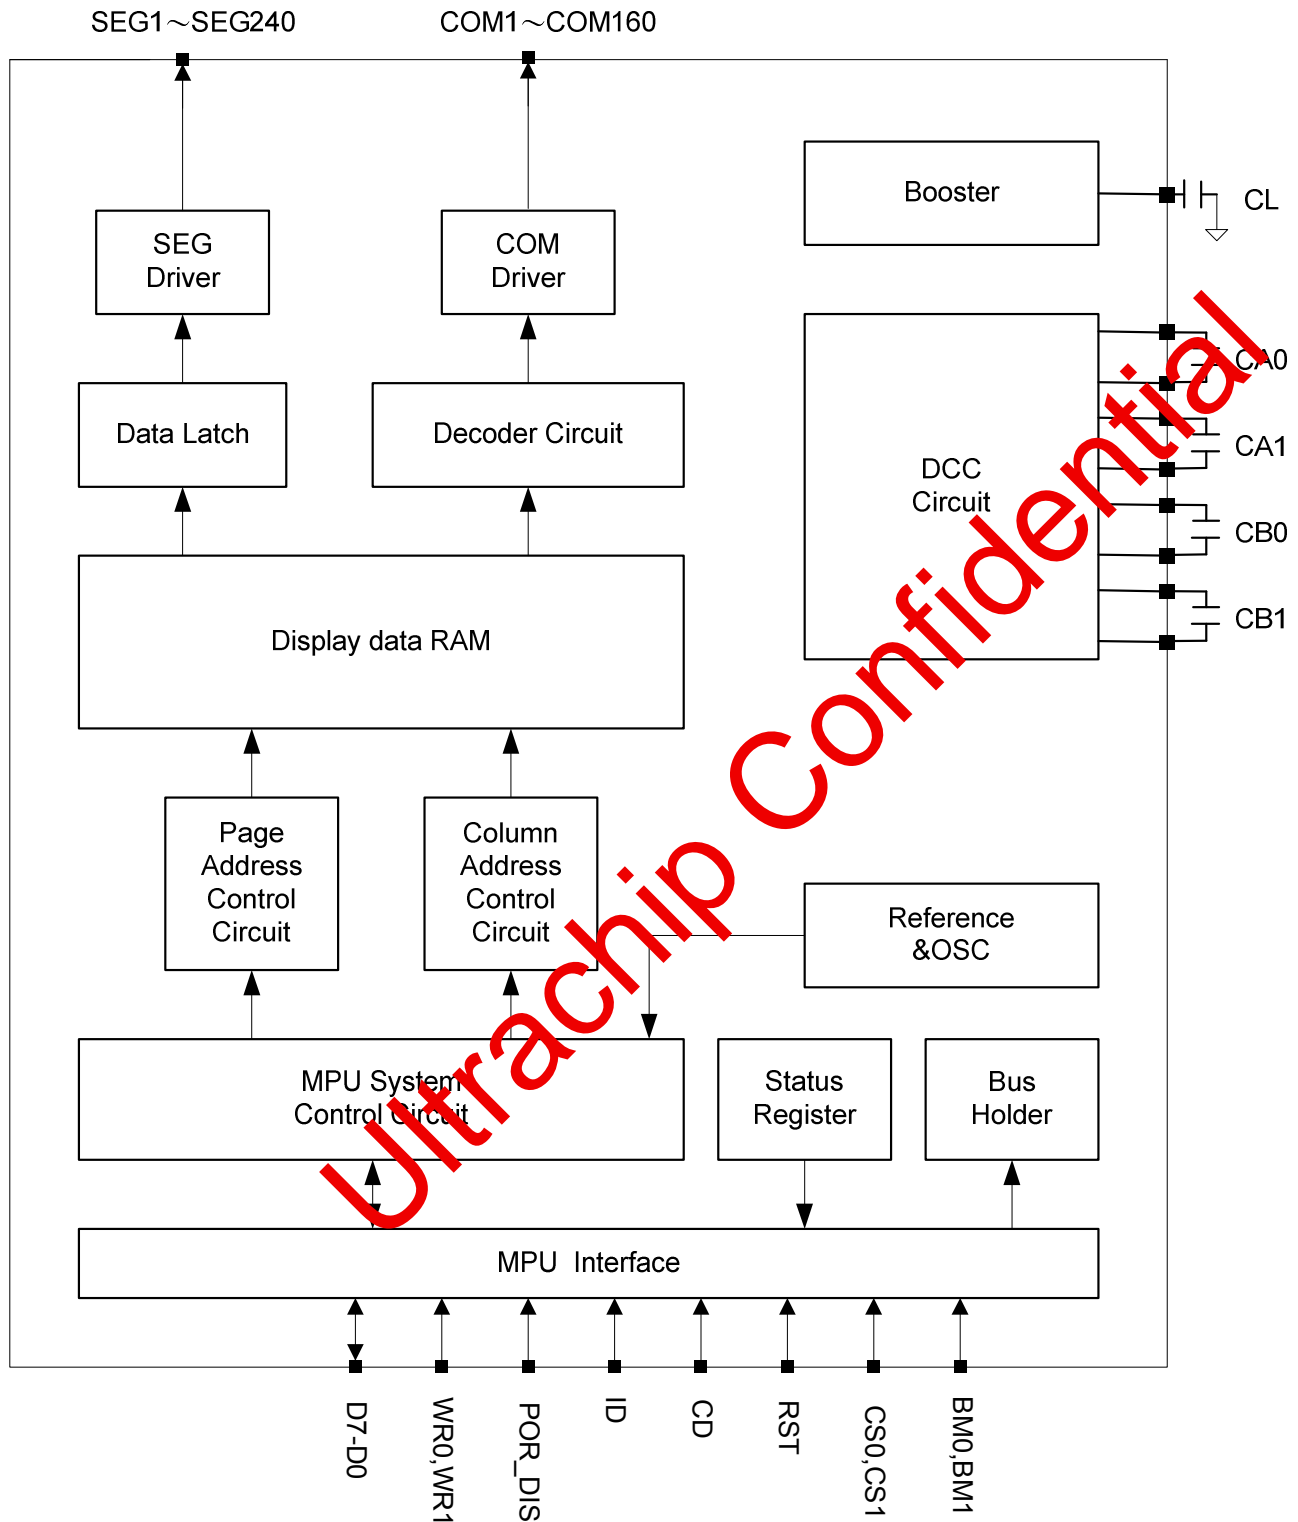 SEG1～SEG240
COM1～COM160
Booster
CL
SEG
Driver
COM
Driver
CA0
Data Latch
Decoder Circuit
CA1
DCC
Circuit
CB0
CB1
Display data RAM
Page
Address
Control
Circuit
Column
Address
Control
Circuit
Reference
&OSC
MPU System
Control Circuit
Status
Register
Bus
Holder
MPU Interface
D7-D0
WR0,WR1
POR_DIS
ID
CD
RST
CS0,CS1
BM0,BM1
Ultrachip Confidential